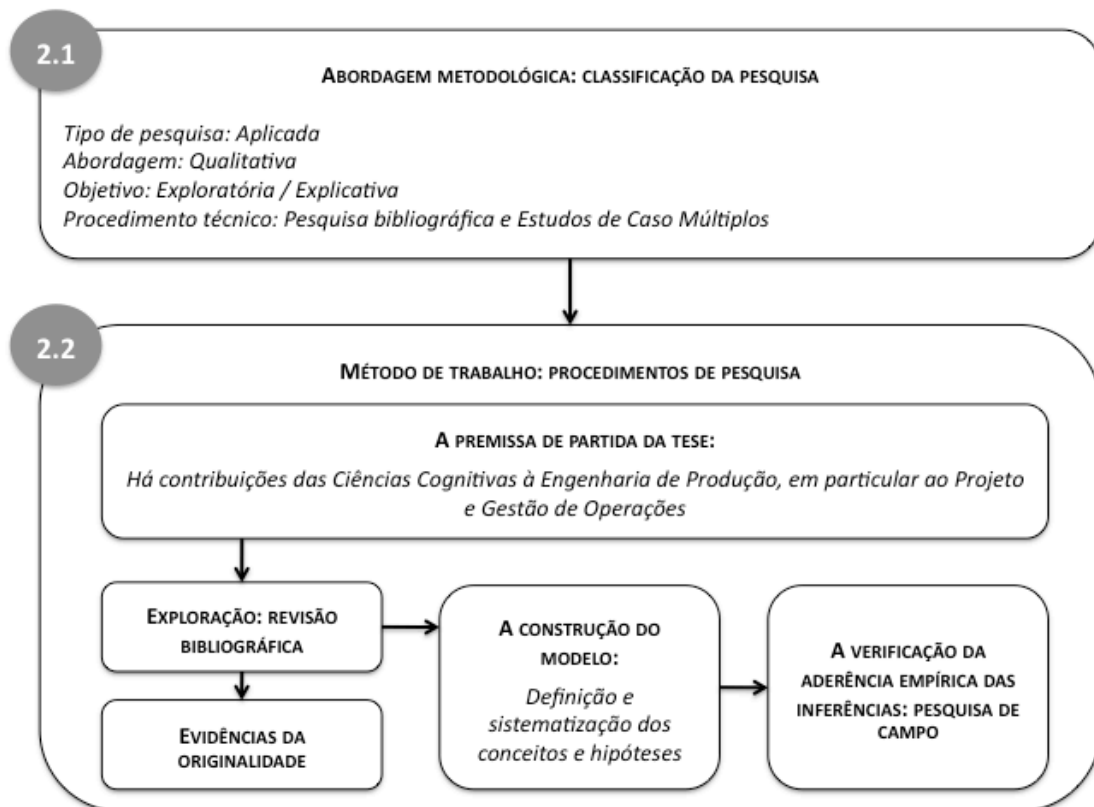 2.1
ABORDAGEM METODOLÓGICA: CLASSIFICAÇÃO DA PESQUISA
Tipo de pesquisa: Aplicada
Abordagem: Qualitativa
Objetivo: Exploratória / Explicativa
Procedimento técnico: Pesquisa bibliográfica e Estudos de Caso Múltiplos
2.2
MÉTODO DE TRABALHO: PROCEDIMENTOS DE PESQUISA
A PREMISSA DE PARTIDA DA TESE:
Há contribuições das Ciências Cognitivas à Engenharia de Produção, em particular ao Projeto
e Gestão de Operações
EXPLORAÇÃO: REVISÃO
BIBLIOGRÁFICA
EVIDÊNCIAS DA
ORIGINALIDADE
A CONSTRUÇÃO DO
MODELO:
Definição e
sistematização dos
conceitos e hipóteses
A VERIFICAÇÃO DA
ADERÊNCIA EMPÍRICA DAS
INFERÊNCIAS: PESQUISA DE
CAMPO